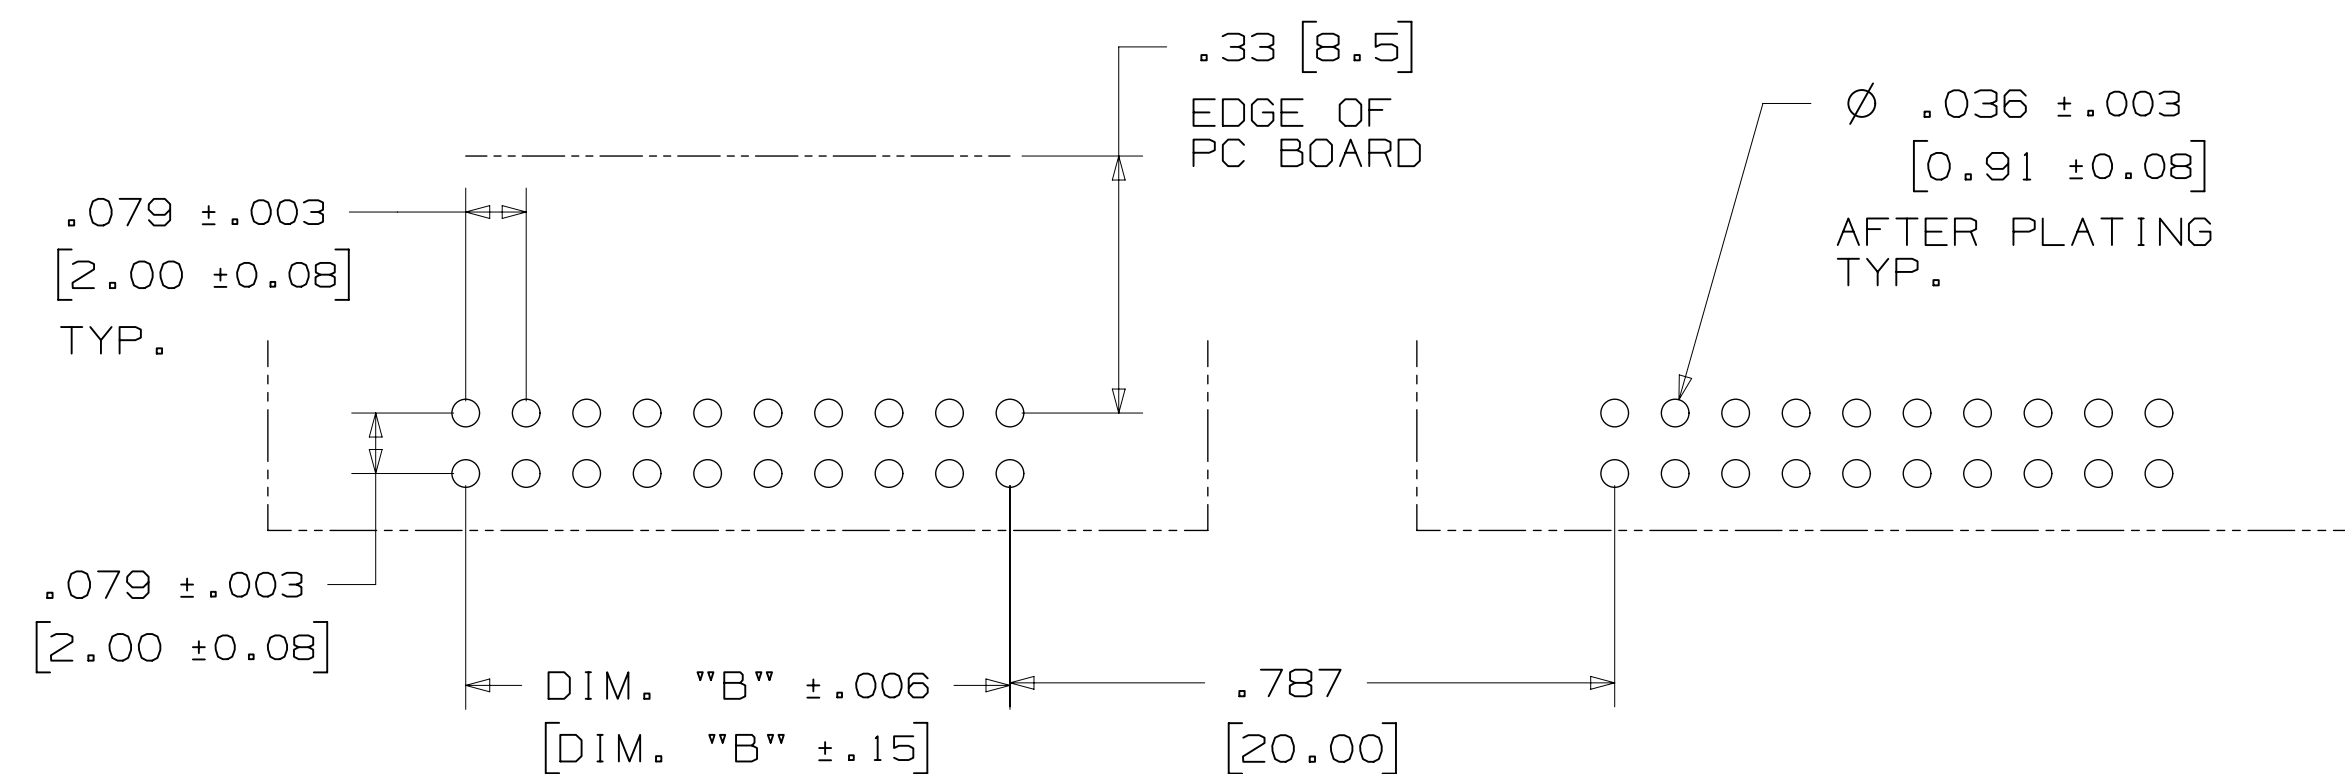 .33 [8.5]
EDGE OF
PC BOARD
Ø .036 ±.003
[0.91 ±0.08]
AFTER PLATING
TYP.
.079 ±.003
[2.00 ±0.08]
TYP.
.079 ±.003
[2.00 ±0.08]
DIM. "B" ±.006
[DIM. "B" ±.15]
.787
[20.00]